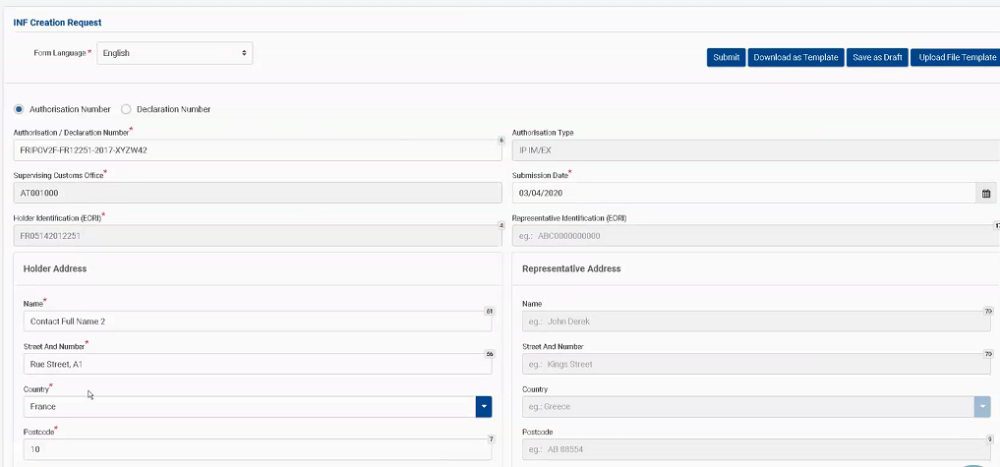 INF Creation Request
Form Language * English
Submit Download as Template Save as Draft Upload File Template
Authorisation Number Declaration Number
Authorisation / Declaration Number* 6 Authorisation Type
FRIPOV2F-FR12251-2017-XYZW42 IP IM/EX
Supervising Customs Office* Submission Date*
AT001000 03/04/2020
Holder Identification (EORI)* 4 Representative Identification (EORI) 17
FR05142012251 eg.: ABC0000000000
Holder Address Representative Address
Name* 51 Name 70
Contact Full Name 2 eg.: John Derek
Street And Number* 56 Street And Number 70
Rue Street, A1 eg.: Kings Street
Country* Country
France eg.: Greece
Postcode* 7 Postcode 9
10 eg.: AB 88554